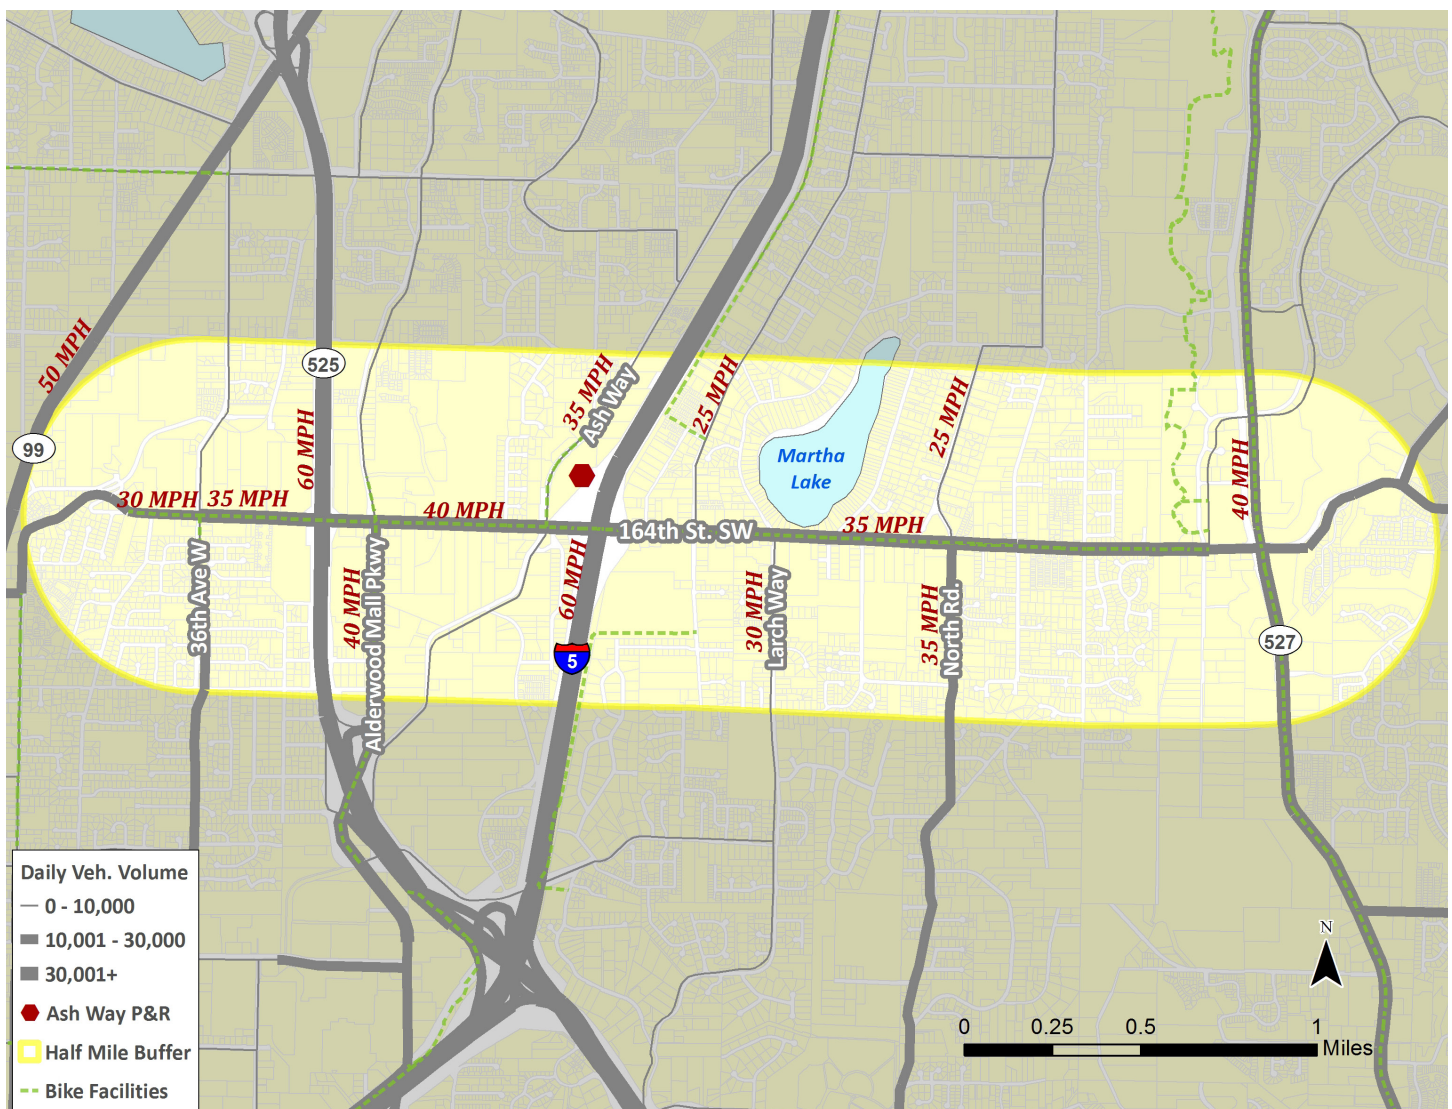 50 MPH
99
525
60 MPH
30 MPH
35 MPH
36th Ave W
40 MPH
Alderwood Mall Pkwy
40 MPH
35 MPH
Ash Way
25 MPH
60 MPH
5
164th St. SW
Martha
Lake
35 MPH
25 MPH
30 MPH
Larch Way
35 MPH
North Rd.
40 MPH
527
Daily Veh. Volume
0 - 10,000
10,001 - 30,000
30,001+
Ash Way P&R
Half Mile Buffer
Bike Facilities
N
0 0.25 0.5 1
Miles